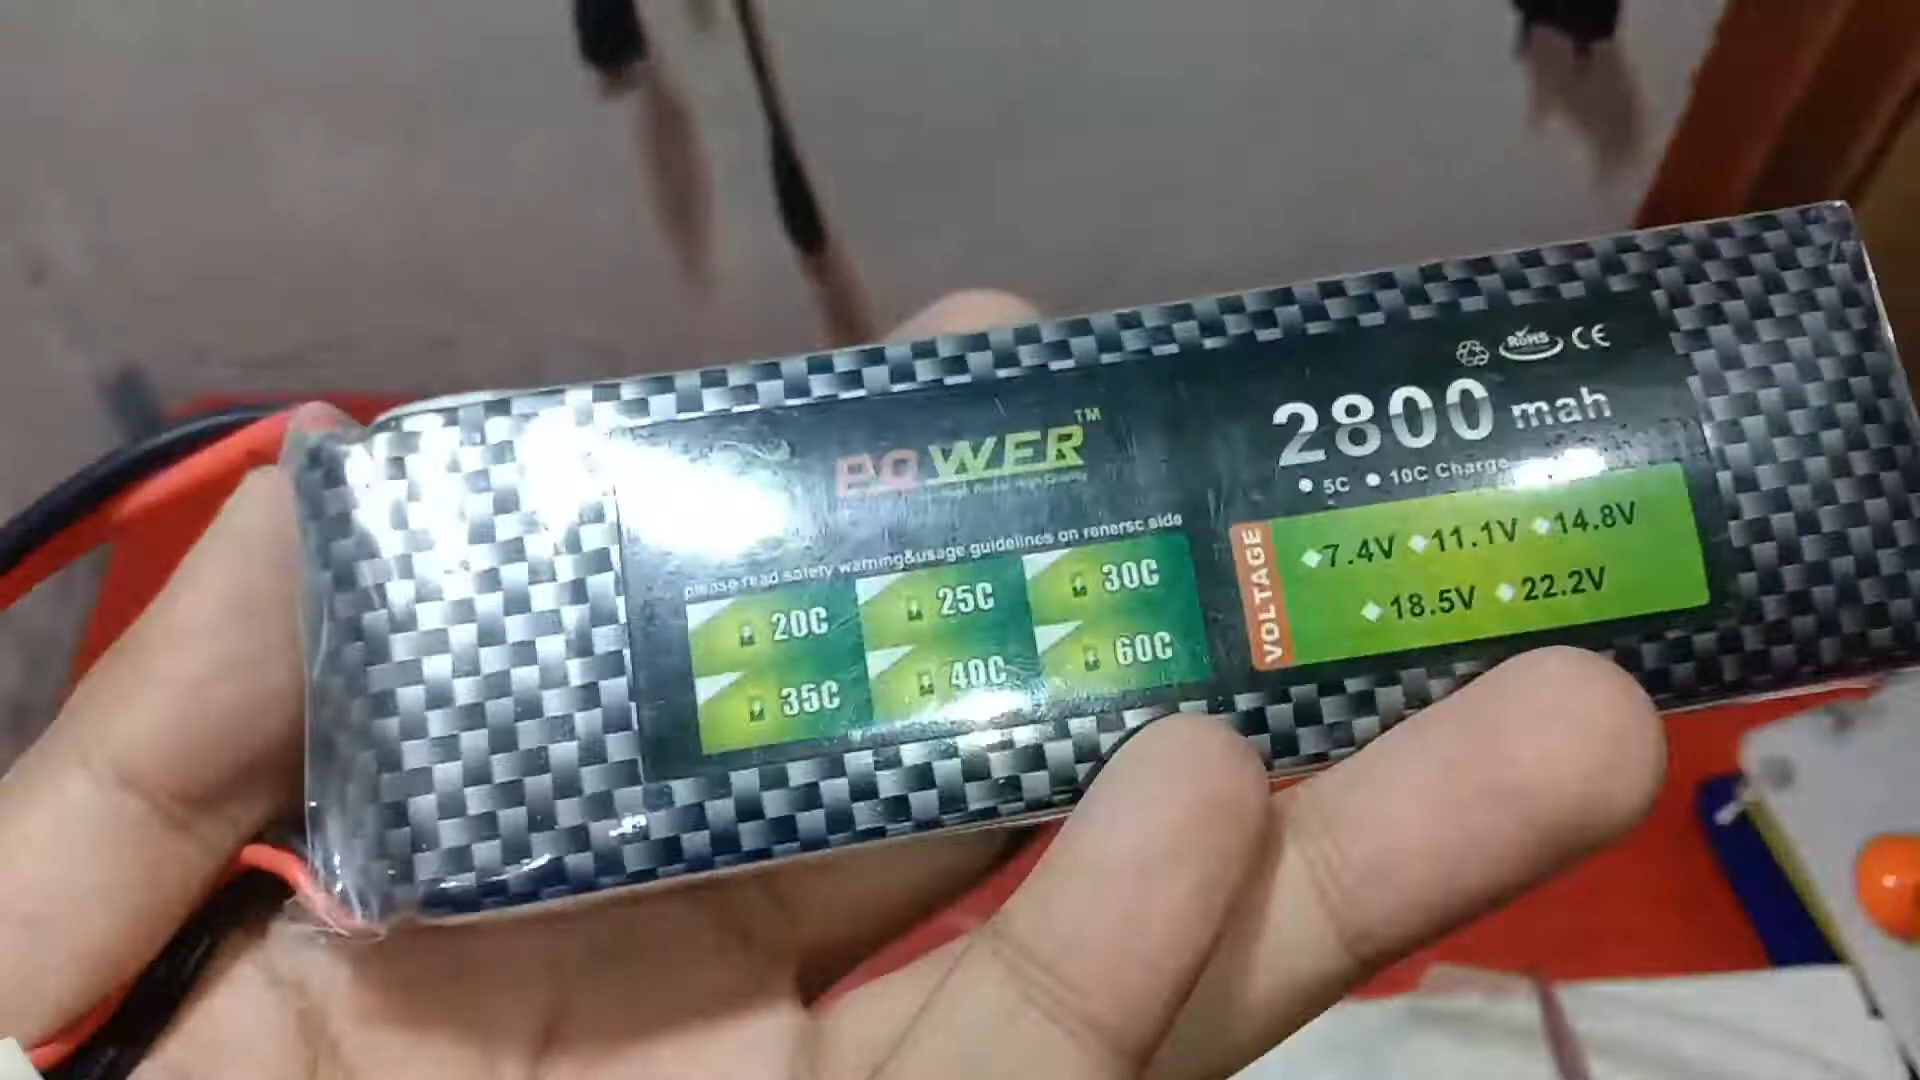 POWER™
please read safety warning&usage guidelines on renersc side
20C 25C 30C
35C 40C 60C
RoHS CE
2800 mah
5C 10C Charge
VOLTAGE
7.4V 11.1V 14.8V
18.5V 22.2V